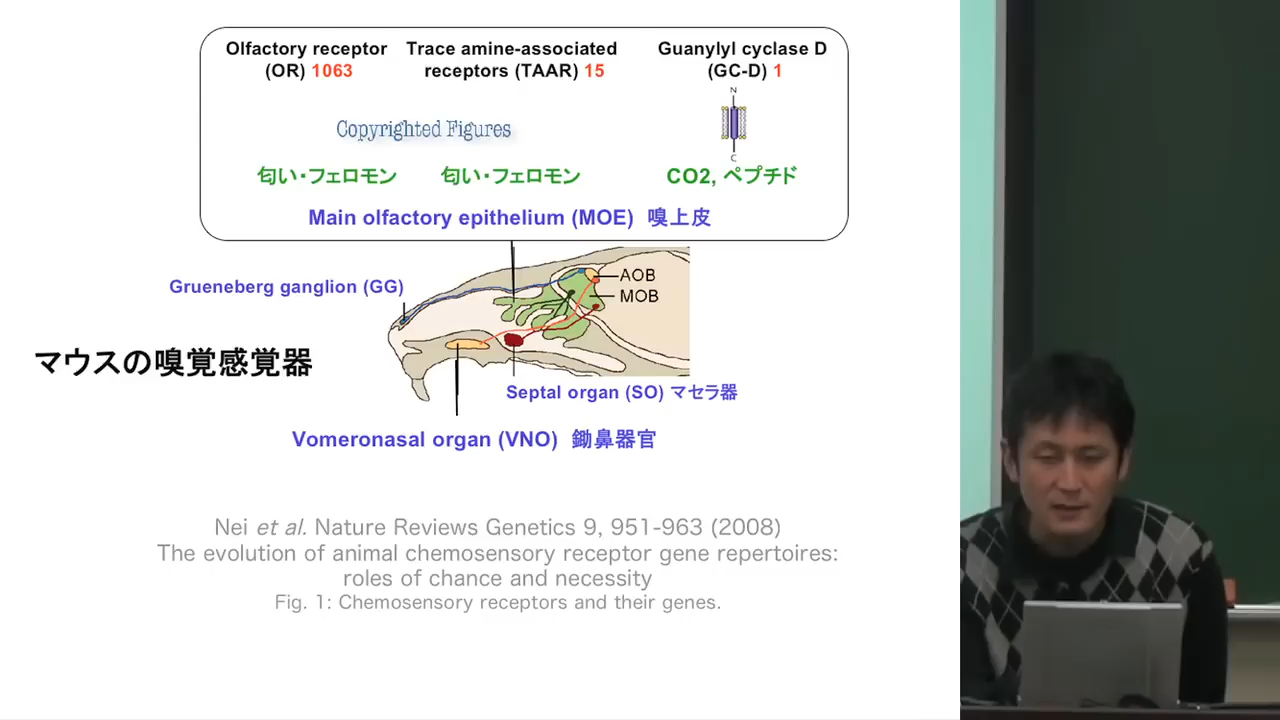 Olfactory receptor
(OR) 1063
Trace amine-associated
receptors (TAAR) 15
Guanylyl cyclase D
(GC-D) 1
N
Copyrighted Figures
C
匂い・フェロモン
匂い・フェロモン
CO2, ペプチド
Main olfactory epithelium (MOE) 嗅上皮
AOB
Grueneberg ganglion (GG)
MOB
マウスの嗅覚感覚器
Septal organ (SO) マセラ器
Vomeronasal organ (VNO) 鋤鼻器官
Nei et al. Nature Reviews Genetics 9, 951-963 (2008)
The evolution of animal chemosensory receptor gene repertoires:
roles of chance and necessity
Fig. 1: Chemosensory receptors and their genes.